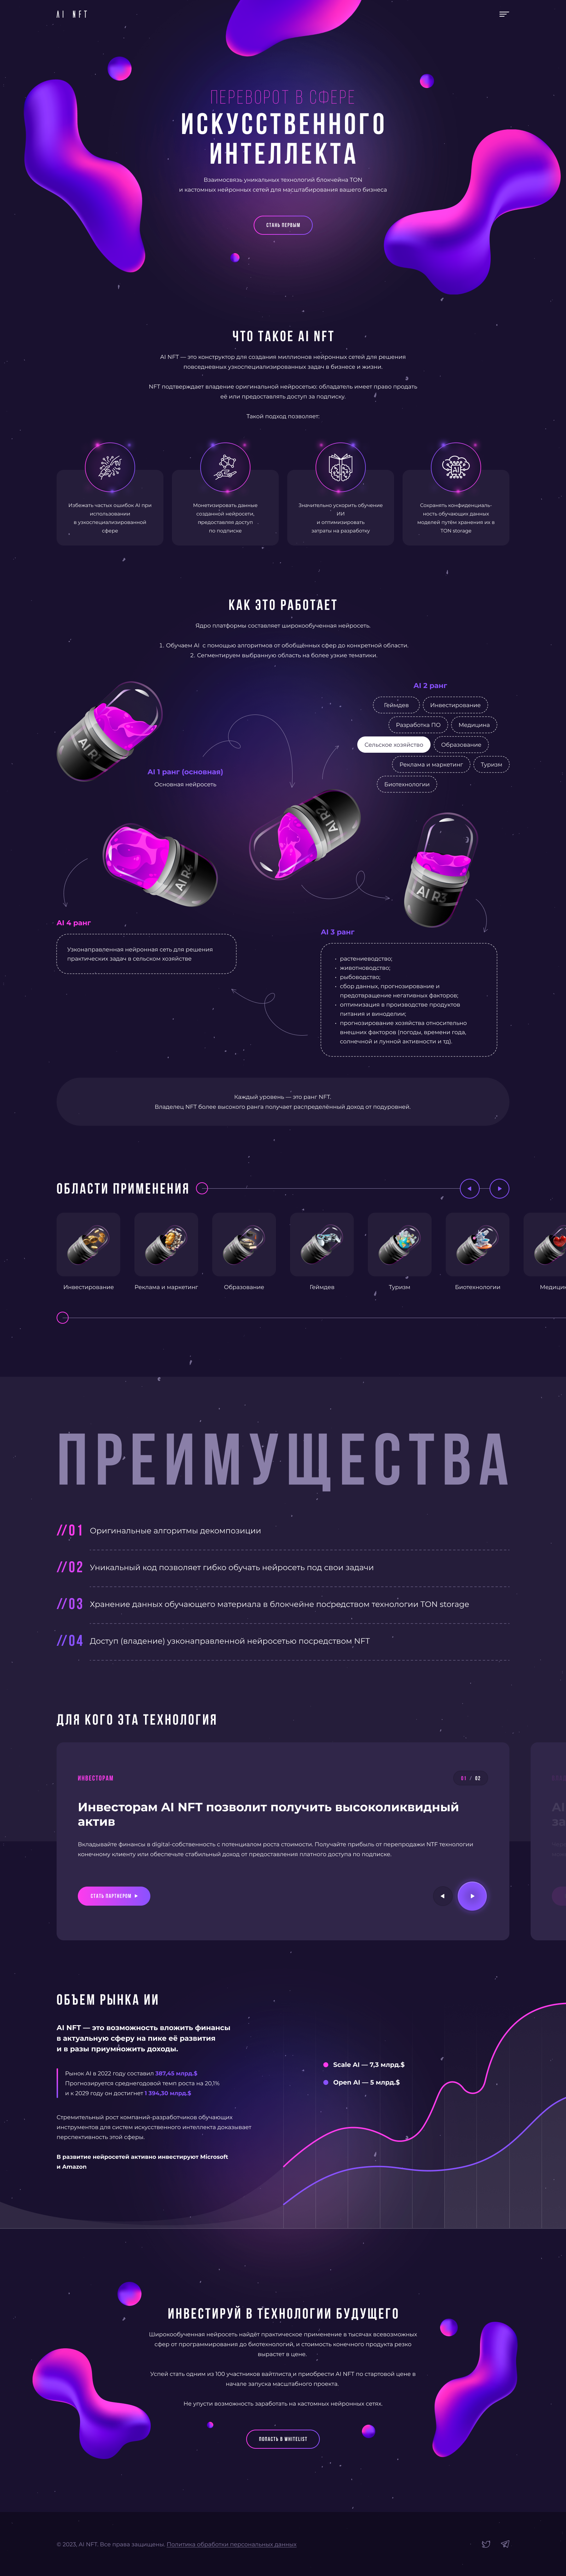 AI NFT
ПЕРЕВОРОТ В СФЕРЕ
ИСКУССТВЕННОГО
ИНТЕЛЛЕКТА
Взаимосвязь уникальных технологий блокчейна TON
и кастомных нейронных сетей для масштабирования вашего бизнеса
СТАНЬ ПЕРВЫМ
ЧТО ТАКОЕ AI NFT
AI NFT — это конструктор для создания миллионов нейронных сетей для решения
повседневных узкоспециализированных задач в бизнесе и жизни.
NFT подтверждает владение оригинальной нейросетью: обладатель имеет право продать
её или предоставлять доступ за подписку.
Такой подход позволяет:
Избежать частых ошибок AI при
использовании
в узкоспециализированной
сфере
Монетизировать данные
созданной нейросети,
предоставляя доступ
по подписке
Значительно ускорить обучение
ИИ
и оптимизировать
затраты на разработку
AI
Сохранять конфиденциаль-
ность обучающих данных
моделей путём хранения их в
TON storage
КАК ЭТО РАБОТАЕТ
Ядро платформы составляет широкообученная нейросеть.
1. Обучаем AI с помощью алгоритмов от обобщённых сфер до конкретной области.
2. Сегментируем выбранную область на более узкие тематики.
AI 2 ранг
Геймдев
Инвестирование
Разработка ПО
Медицина
Сельское хозяйство
Образование
Реклама и маркетинг
Туризм
Биотехнологии
AI R1
AI 1 ранг (основная)
Основная нейросеть
AI R2
AI R4
AI R3
AI 4 ранг
Узконаправленная нейронная сеть для решения
практических задач в сельском хозяйстве
AI 3 ранг
• растениеводство;
• животноводство;
• рыбоводство;
• сбор данных, прогнозирование и
предотвращение негативных факторов;
• оптимизация в производстве продуктов
питания и виноделии;
• прогнозирование хозяйства относительно
внешних факторов (погоды, времени года,
солнечной и лунной активности и тд).
Каждый уровень — это ранг NFT.
Владелец NFT более высокого ранга получает распределённый доход от подуровней.
ОБЛАСТИ ПРИМЕНЕНИЯ
Инвестирование
Реклама и маркетинг
Образование
Геймдев
Туризм
Биотехнологии
Медицин
ПРЕИМУЩЕСТВА
//01 Оригинальные алгоритмы декомпозиции
//02 Уникальный код позволяет гибко обучать нейросеть под свои задачи
//03 Хранение данных обучающего материала в блокчейне посредством технологии TON storage
//04 Доступ (владение) узконаправленной нейросетью посредством NFT
ДЛЯ КОГО ЭТА ТЕХНОЛОГИЯ
ИНВЕСТОРАМ
01 / 02
Инвесторам AI NFT позволит получить высоколиквидный
актив
Вкладывайте финансы в digital-собственность с потенциалом роста стоимости. Получайте прибыль от перепродажи NTF технологии
конечному клиенту или обеспечьте стабильный доход от предоставления платного доступа по подписке.
СТАТЬ ПАРТНЕРОМ
AI
за
ОБЪЕМ РЫНКА ИИ
AI NFT — это возможность вложить финансы
в актуальную сферу на пике её развития
и в разы приумножить доходы.
Рынок AI в 2022 году составил 387,45 млрд.$
Прогнозируется среднегодовой темп роста на 20,1%
и к 2029 году он достигнет 1 394,30 млрд.$
Стремительный рост компаний-разработчиков обучающих
инструментов для систем искусственного интеллекта доказывает
перспективность этой сферы.
В развитие нейросетей активно инвестируют Microsoft
и Amazon
Scale AI — 7,3 млрд.$
Open AI — 5 млрд.$
ИНВЕСТИРУЙ В ТЕХНОЛОГИИ БУДУЩЕГО
Широкообученная нейросеть найдёт практическое применение в тысячах всевозможных
сфер от программирования до биотехнологий, и стоимость конечного продукта резко
вырастет в цене.
Успей стать одним из 100 участников вайтлиста и приобрести AI NFT по стартовой цене в
начале запуска масштабного проекта.
Не упусти возможность заработать на кастомных нейронных сетях.
ПОПАСТЬ В WHITELIST
© 2023, AI NFT. Все права защищены. Политика обработки персональных данных